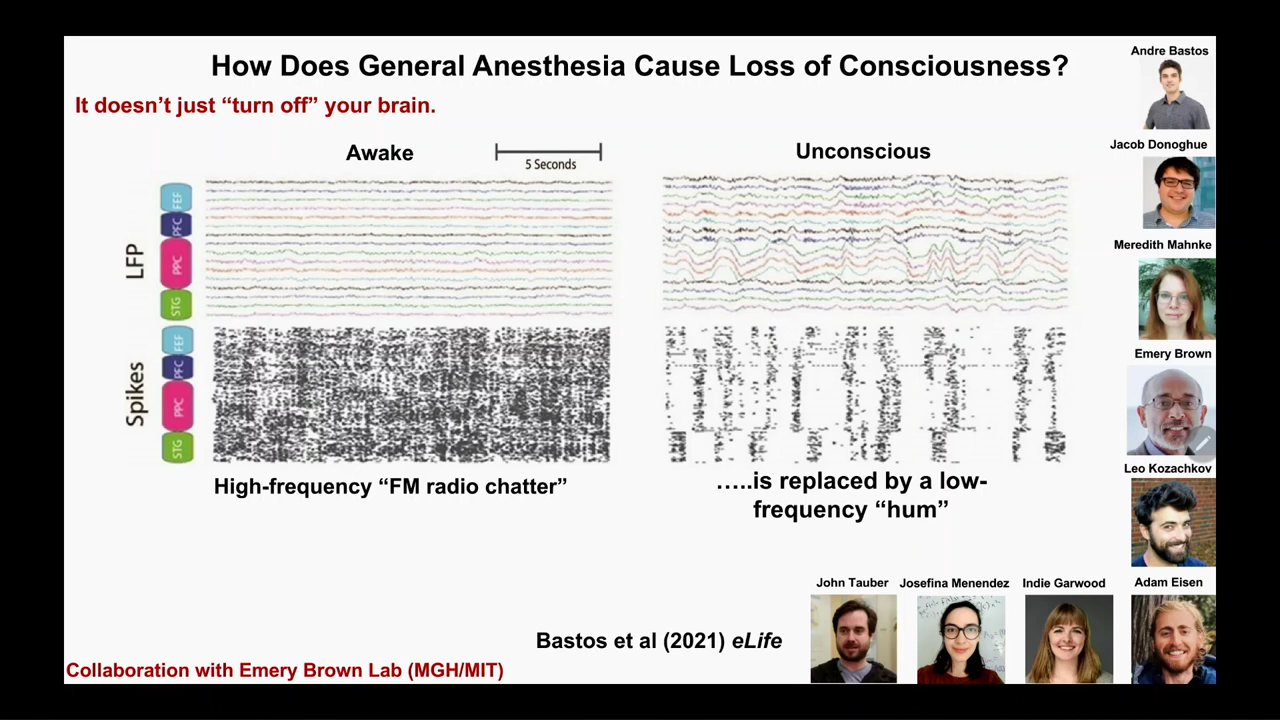 How Does General Anesthesia Cause Loss of Consciousness?
It doesn't just “turn off” your brain.
Awake
5 Seconds
Unconscious
LFP
FEF
PFC
PPC
STG
Spikes
FEF
PFC
PPC
STG
High-frequency “FM radio chatter”
…..is replaced by a low-
frequency “hum”
Andre Bastos
Jacob Donoghue
Meredith Mahnke
Emery Brown
Leo Kozachkov
John Tauber
Josefina Menendez
Indie Garwood
Adam Eisen
Bastos et al (2021) eLife
Collaboration with Emery Brown Lab (MGH/MIT)